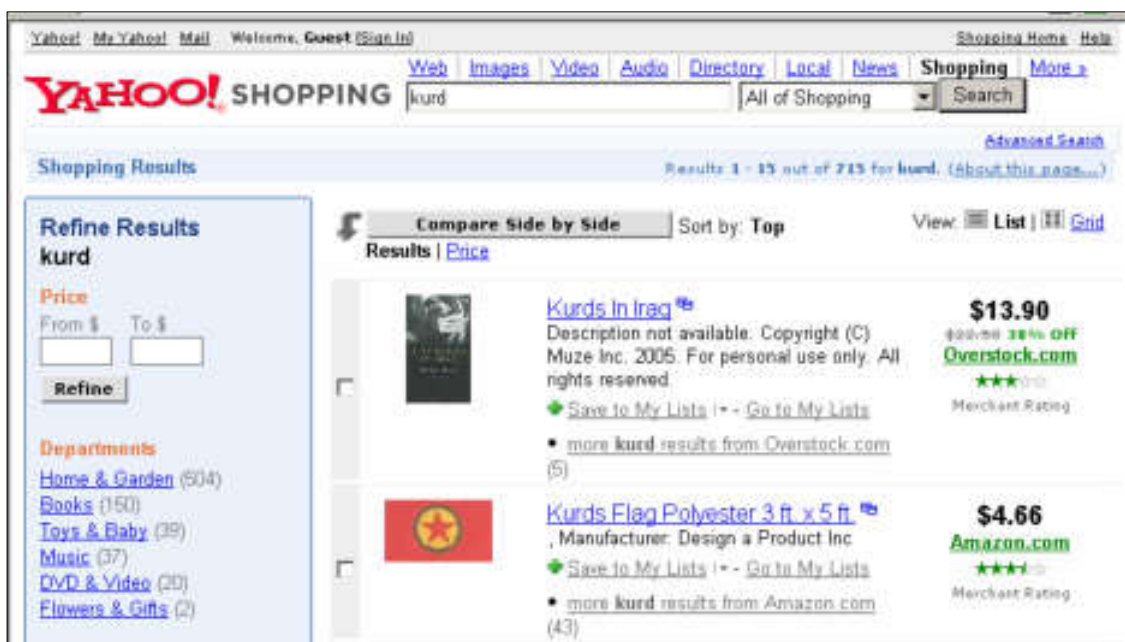 Yahoo! My Yahoo! Mail Welcome, Guest [Sign In] Shopping Home Help
YAHOO! SHOPPING
Web | Images | Video | Audio | Directory | Local | News | Shopping | More »
kurd All of Shopping Search
Advanced Search
Shopping Results Results 1 - 15 out of 715 for kurd. (About this page...)
Refine Results
kurd
Price
From $ To $
Refine
Departments
Home & Garden (504)
Books (150)
Toys & Baby (39)
Music (37)
DVD & Video (20)
Flowers & Gifts (2)
Compare Side by Side Sort by: Top
Results | Price
View: List | Grid
Kurds In Iraq
Description not available. Copyright (C)
Muze Inc. 2005. For personal use only. All
rights reserved.
Save to My Lists - Go to My Lists
• more kurd results from Overstock.com
(5)
$13.90
38% Off
Overstock.com
Merchant Rating
Kurds Flag Polyester 3 ft. x 5 ft.
, Manufacturer: Design a Product Inc
Save to My Lists - Go to My Lists
• more kurd results from Amazon.com
(43)
$4.66
Amazon.com
Merchant Rating